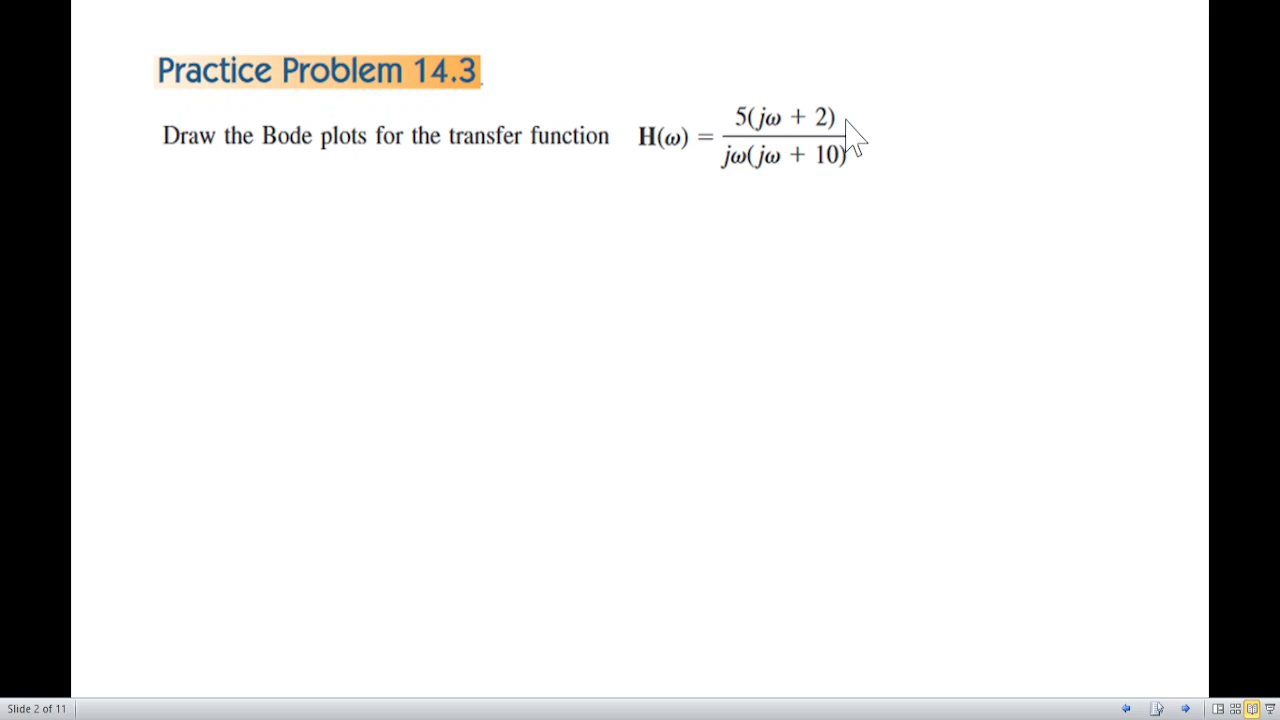 Practice Problem 14.3
Draw the Bode plots for the transfer function H(ω) = 5(jω + 2) / jω(jω + 10)
Slide 2 of 11